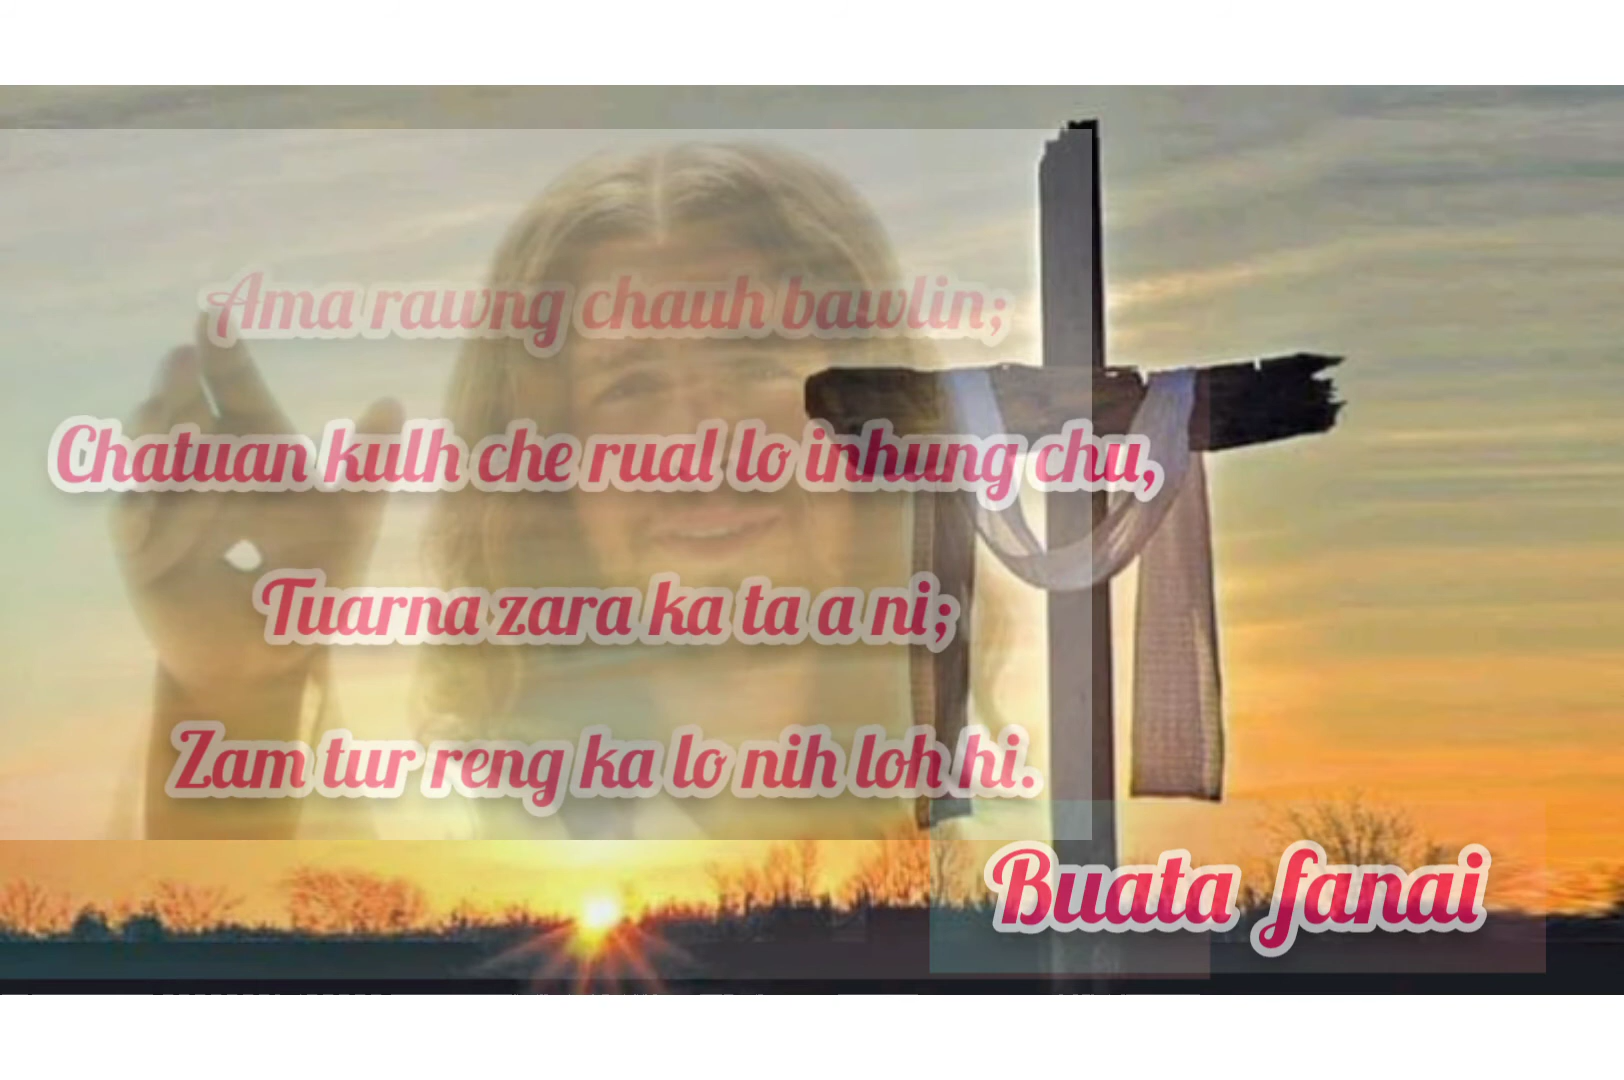 Ama rawng chauh bawlin;
Chatuan kulh che rual lo inhung chu,
Tuarna zara ka ta a ni;
Zam tur reng ka lo nih loh hi.
Buata fanai